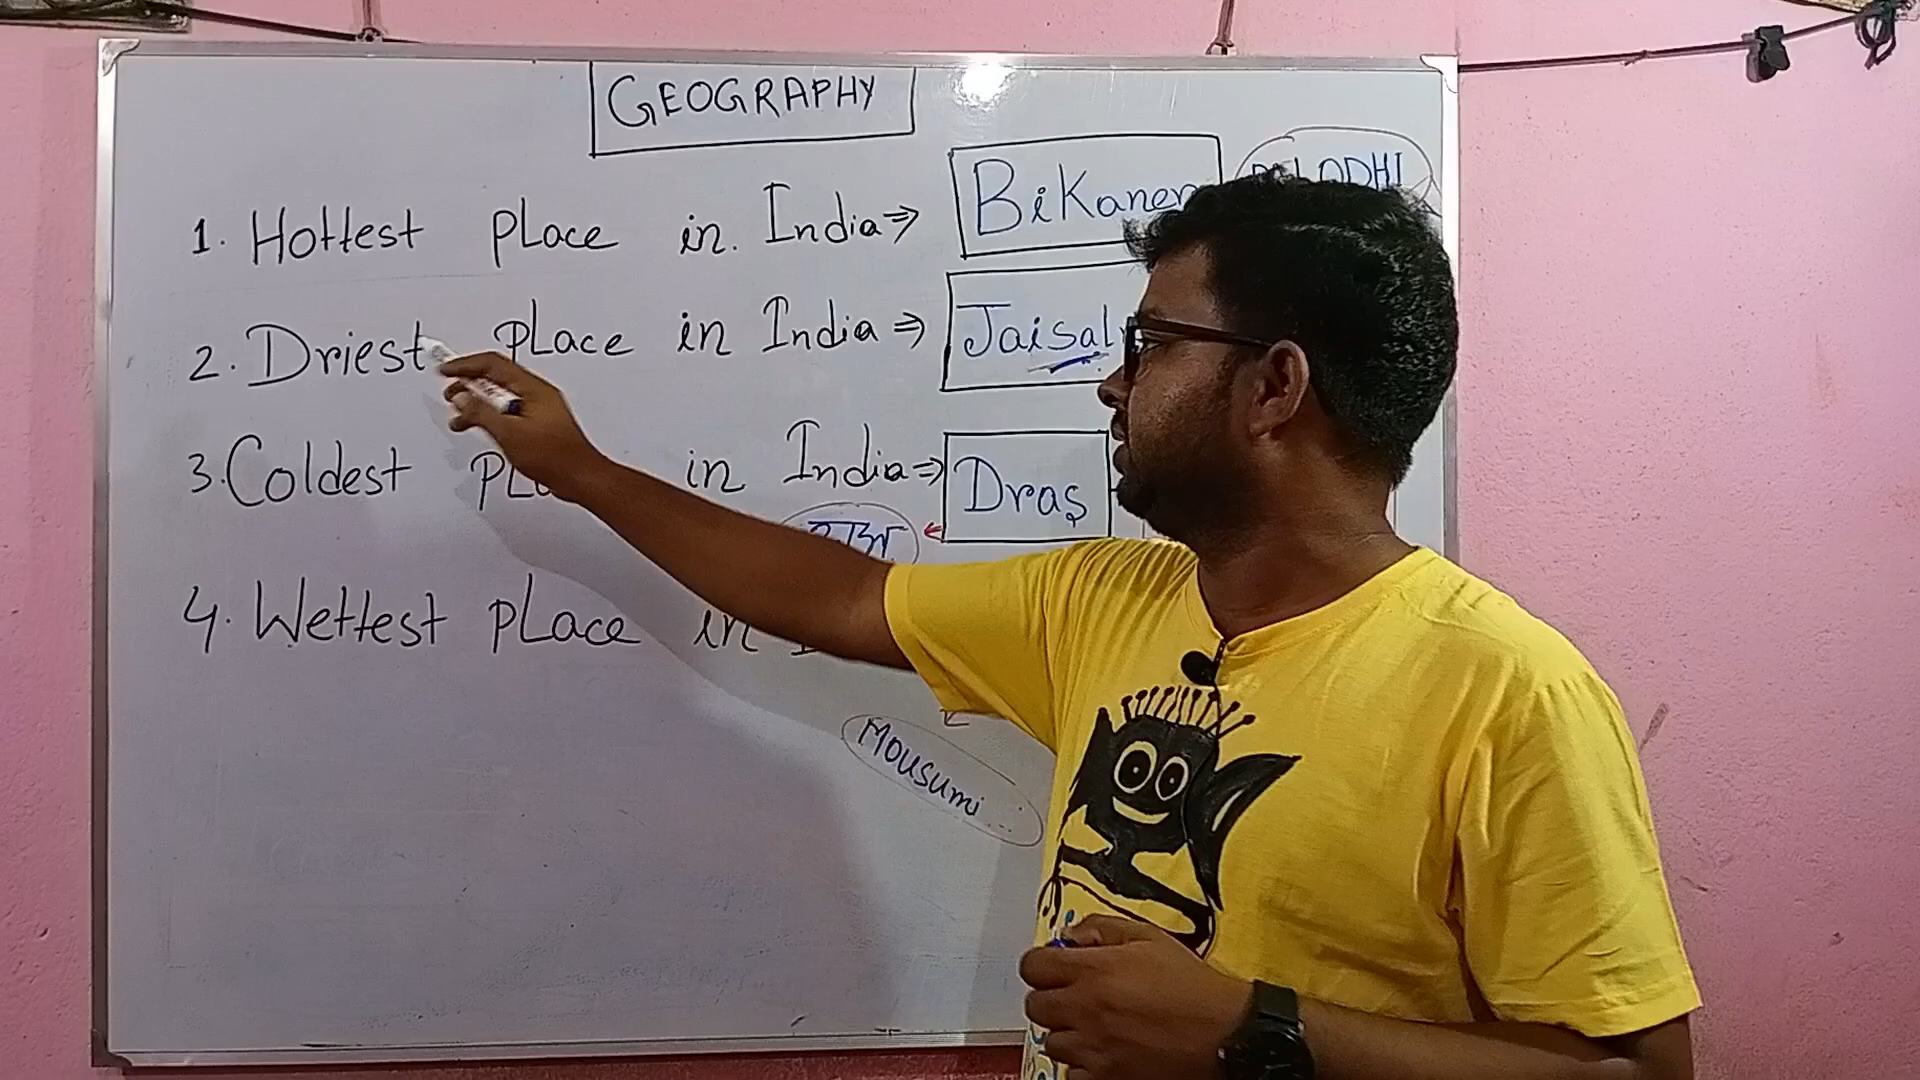 GEOGRAPHY
1. Hottest place in. India ⇒ Bikaner
2. Driest place in India ⇒ Jaisal
3. Coldest in India ⇒ Dras
4. Wettest place in
Mousumi